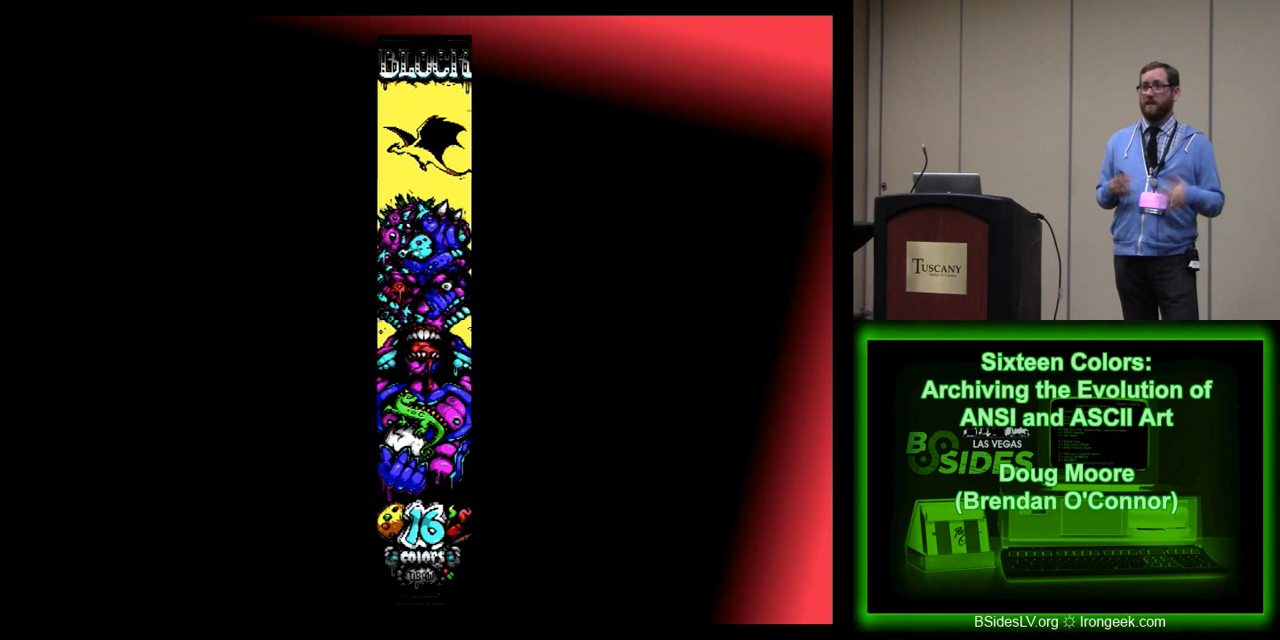 BLOCK
16
colors
TUSCANY
Sixteen Colors:
Archiving the Evolution of
ANSI and ASCII Art
LAS VEGAS
BSIDES
Doug Moore
(Brendan O'Connor)
BSidesLV.org ☼ Irongeek.com